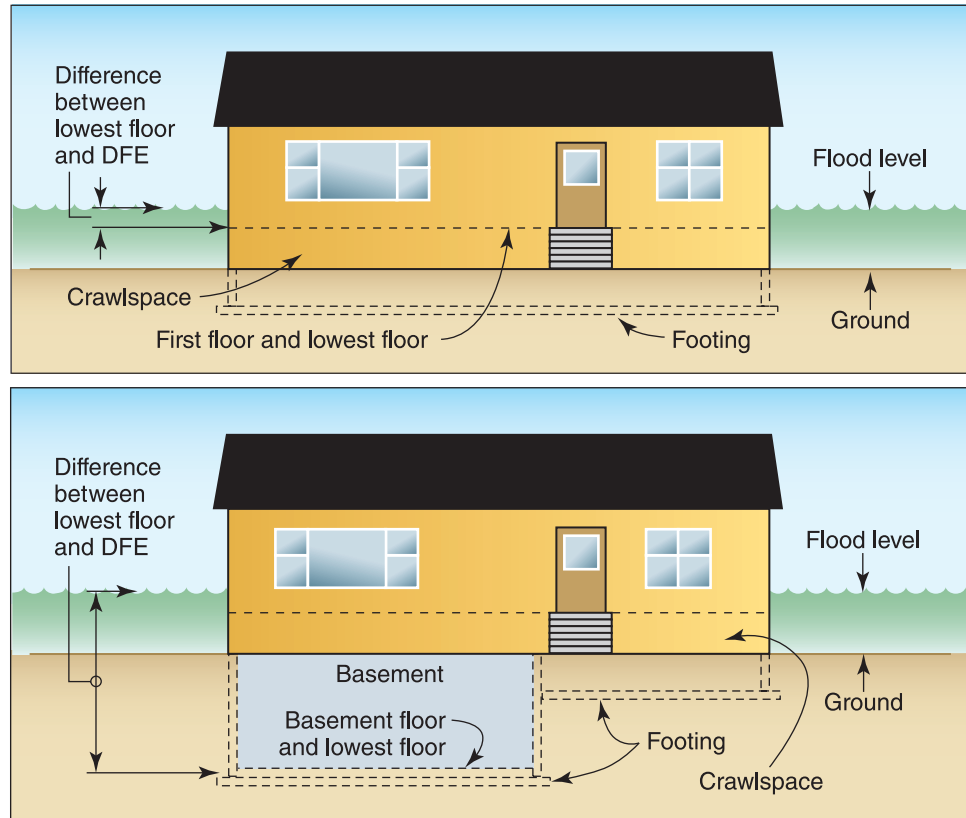 Difference
between
lowest floor
and DFE
Flood level
Crawlspace
First floor and lowest floor
Footing
Ground
Difference
between
lowest floor
and DFE
Flood level
Basement
Basement floor
and lowest floor
Footing
Ground
Crawlspace